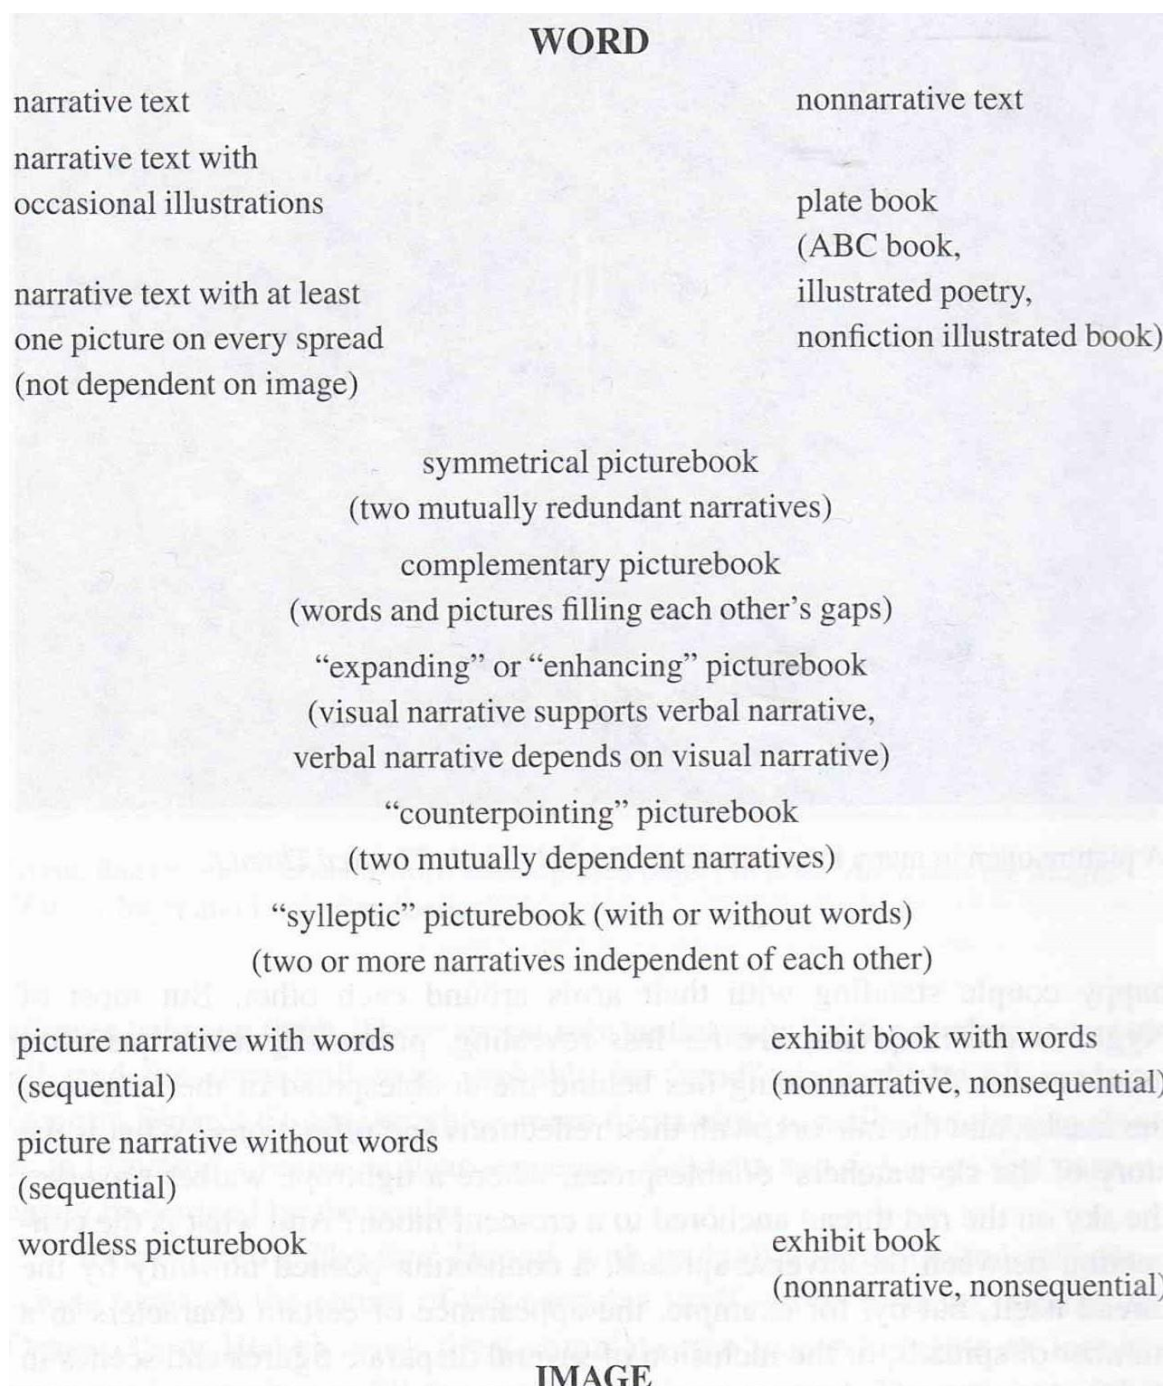 WORD
narrative text
nonnarrative text
narrative text with
occasional illustrations
plate book
(ABC book,
narrative text with at least
illustrated poetry,
one picture on every spread
nonfiction illustrated book)
(not dependent on image)
symmetrical picturebook
(two mutually redundant narratives)
complementary picturebook
(words and pictures filling each other’s gaps)
“expanding” or “enhancing” picturebook
(visual narrative supports verbal narrative,
verbal narrative depends on visual narrative)
“counterpointing” picturebook
(two mutually dependent narratives)
“sylleptic” picturebook (with or without words)
(two or more narratives independent of each other)
picture narrative with words
exhibit book with words
(sequential)
(nonnarrative, nonsequential)
picture narrative without words
(sequential)
wordless picturebook
exhibit book
(nonnarrative, nonsequential)
IMAGE